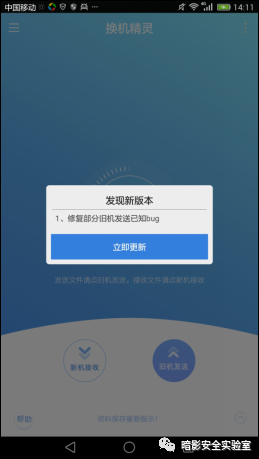 中国移动 14:11
换机精灵
发现新版本
1、修复部分旧机发送已知bug
立即更新
发送文件请点旧机发送，接收文件请点新机接收
新机接收
旧机发送
帮助
暗影安全实验室